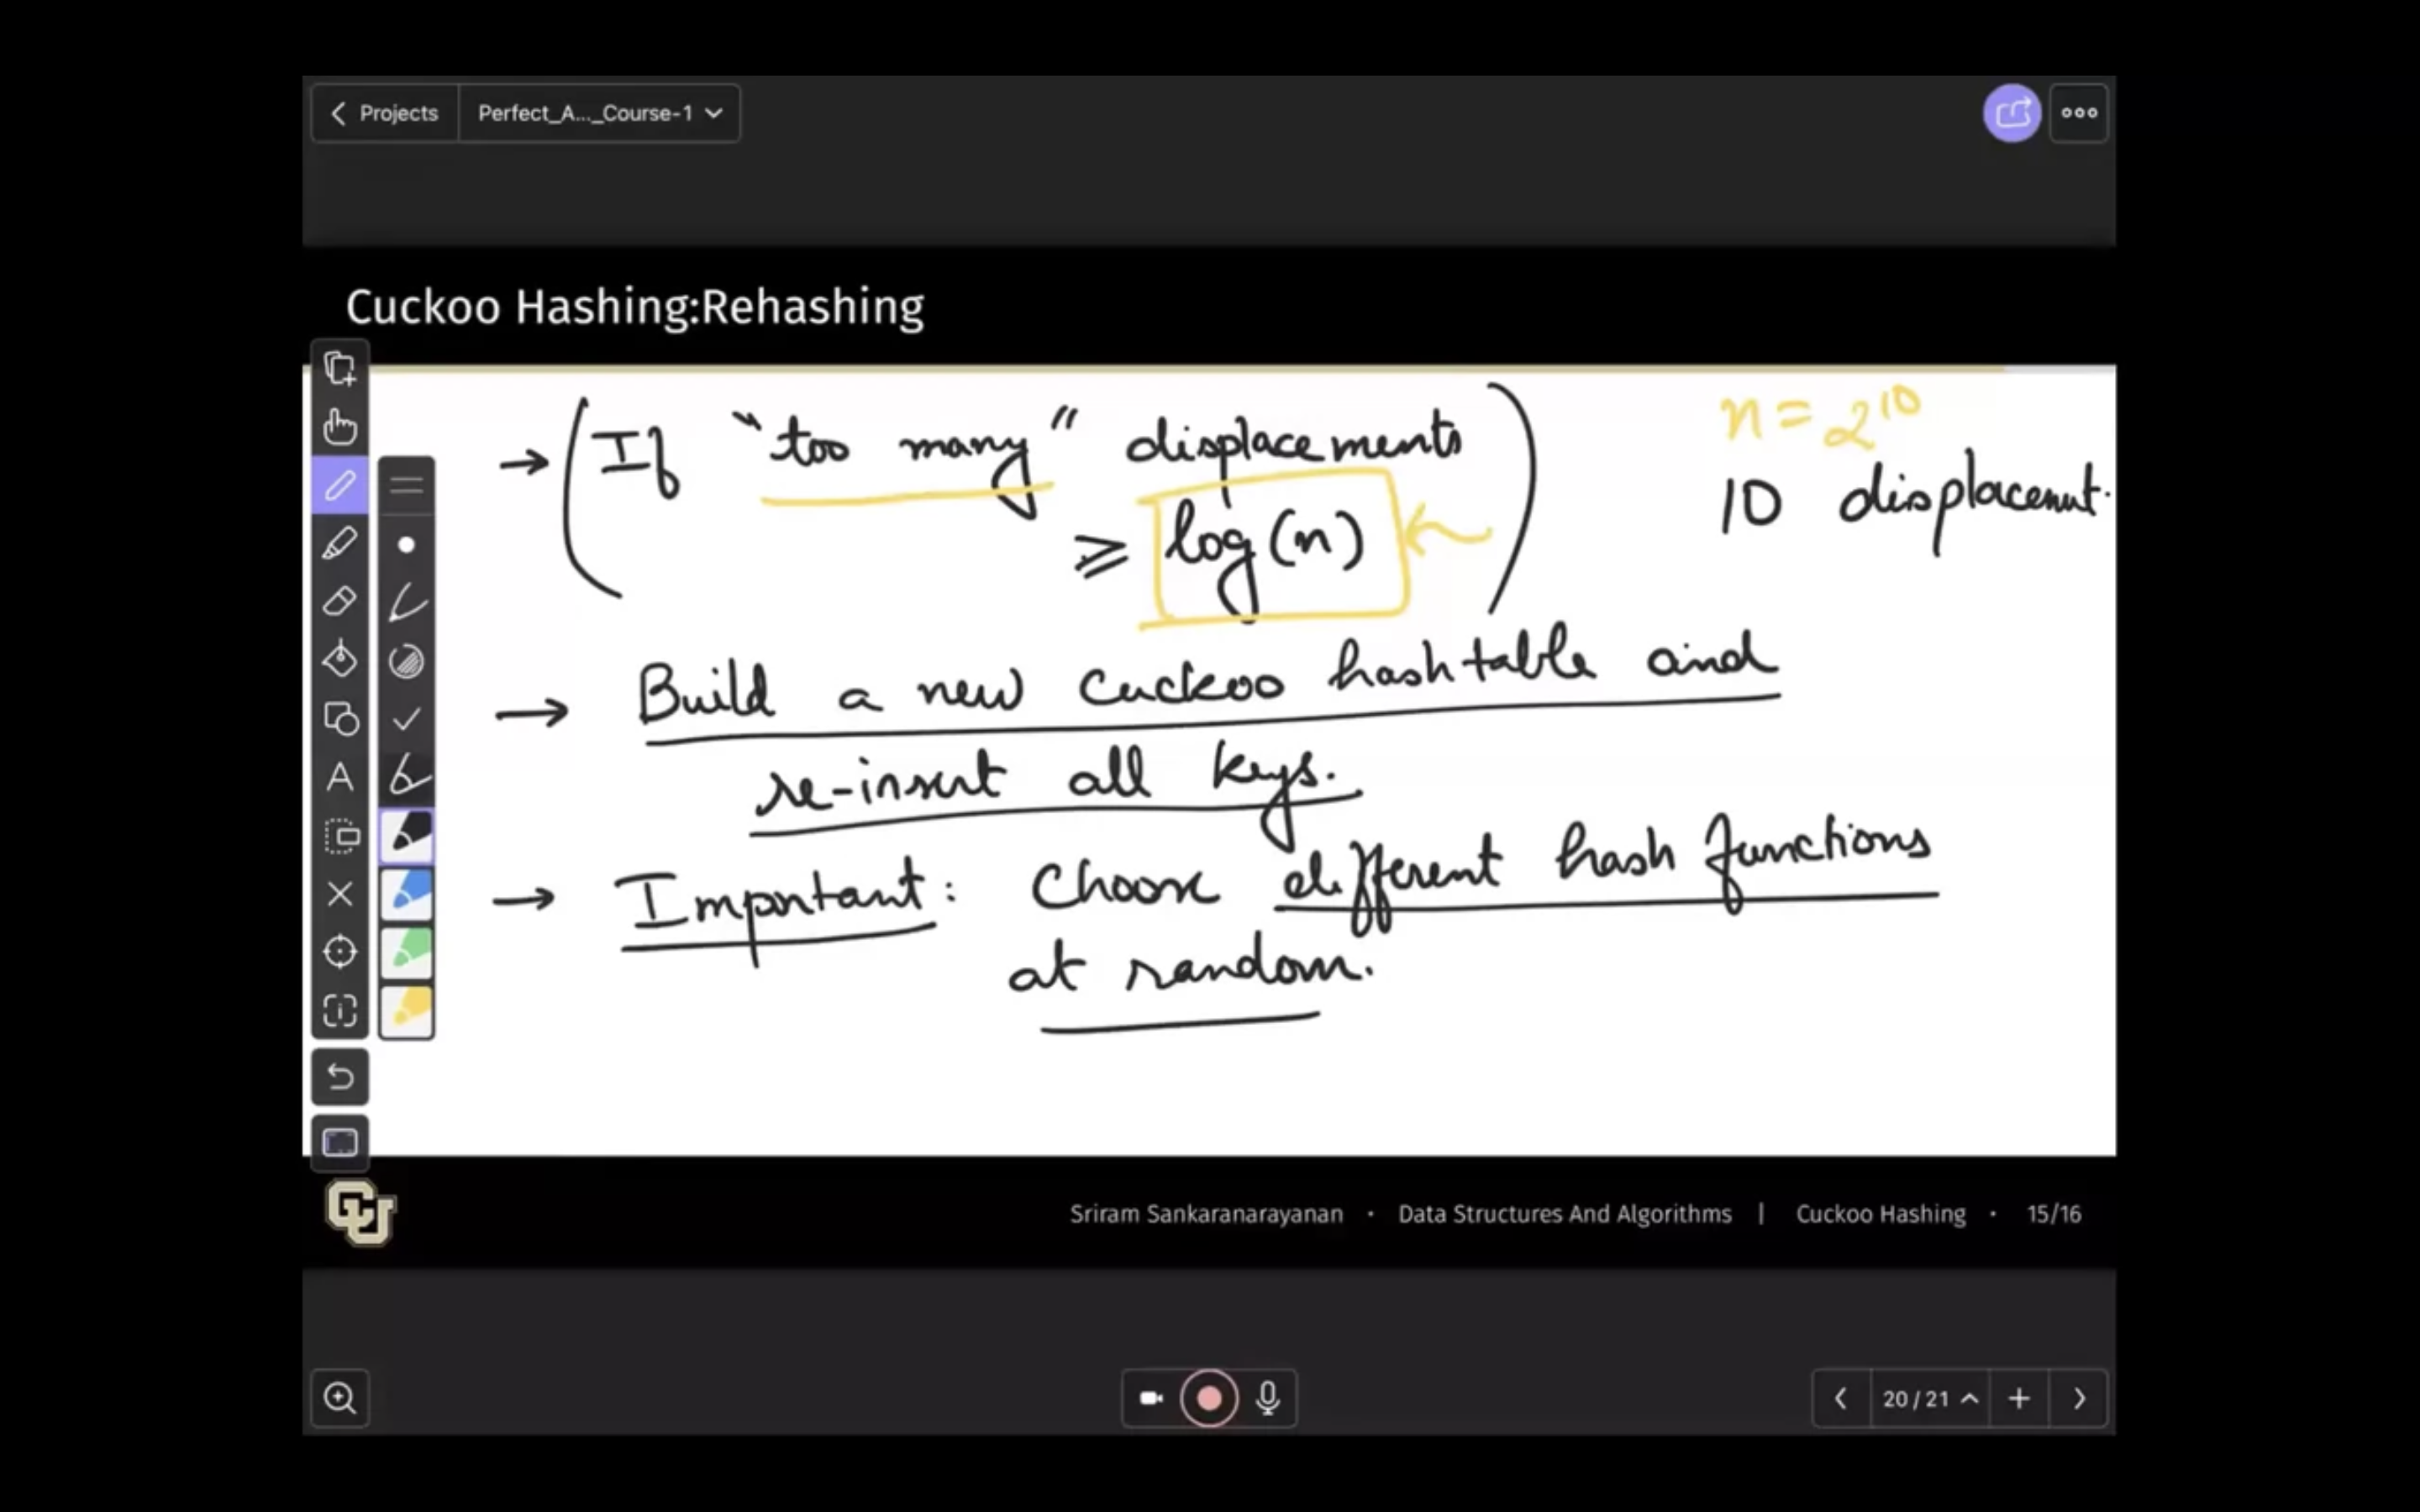 Projects
Perfect_A..._Course-1
Cuckoo Hashing:Rehashing
→ (If "too many" displacements
≥ log(n))
n = 2^10
10 displacemnt.
→ Build a new cuckoo hashtable and
re-insert all keys.
→ Important: Choose different hash functions
at random.
CU
Sriram Sankaranarayanan · Data Structures And Algorithms | Cuckoo Hashing · 15/16
20 / 21